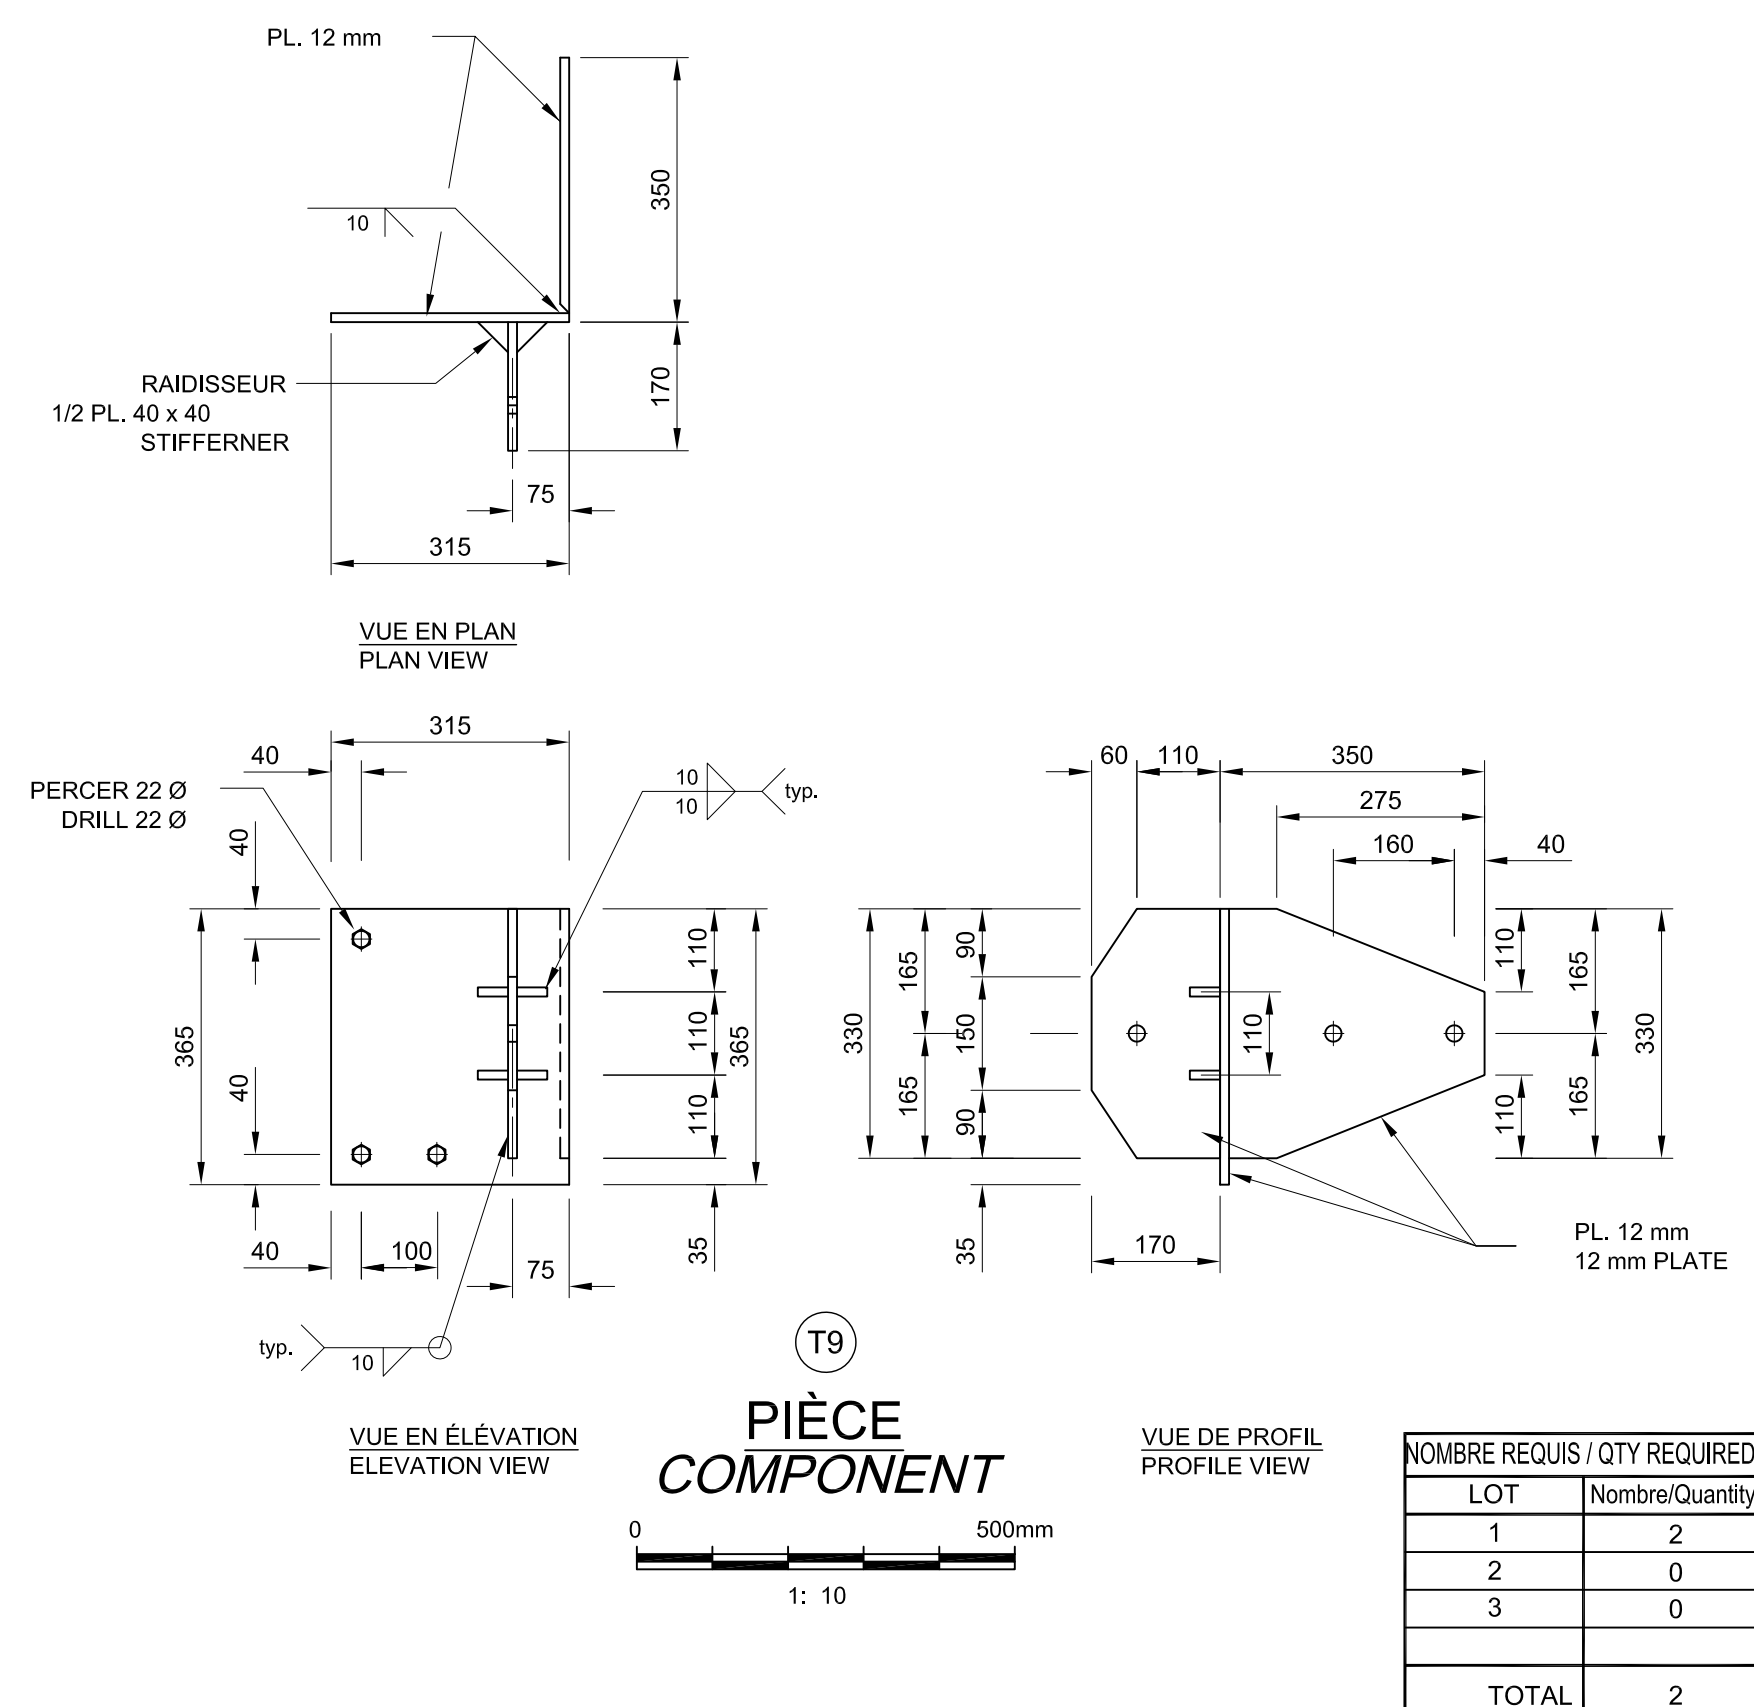 PL. 12 mm
350
10
170
RAIDISSEUR
1/2 PL. 40 x 40
STIFFERNER
75
315
VUE EN PLAN
PLAN VIEW
315
40
PERCER 22 Ø
DRILL 22 Ø
40
10
10
typ.
365
40
110
110
110
365
40
100
75
35
typ.
10
VUE EN ÉLÉVATION
ELEVATION VIEW
60
110
350
275
160
40
330
165
165
90
150
90
110
110
110
165
165
330
35
170
PL. 12 mm
12 mm PLATE
T9
PIÈCE
COMPONENT
0 500mm
1: 10
VUE DE PROFIL
PROFILE VIEW
NOMBRE REQUIS / QTY REQUIRED
LOT Nombre/Quantity
1 2
2 0
3 0
TOTAL 2